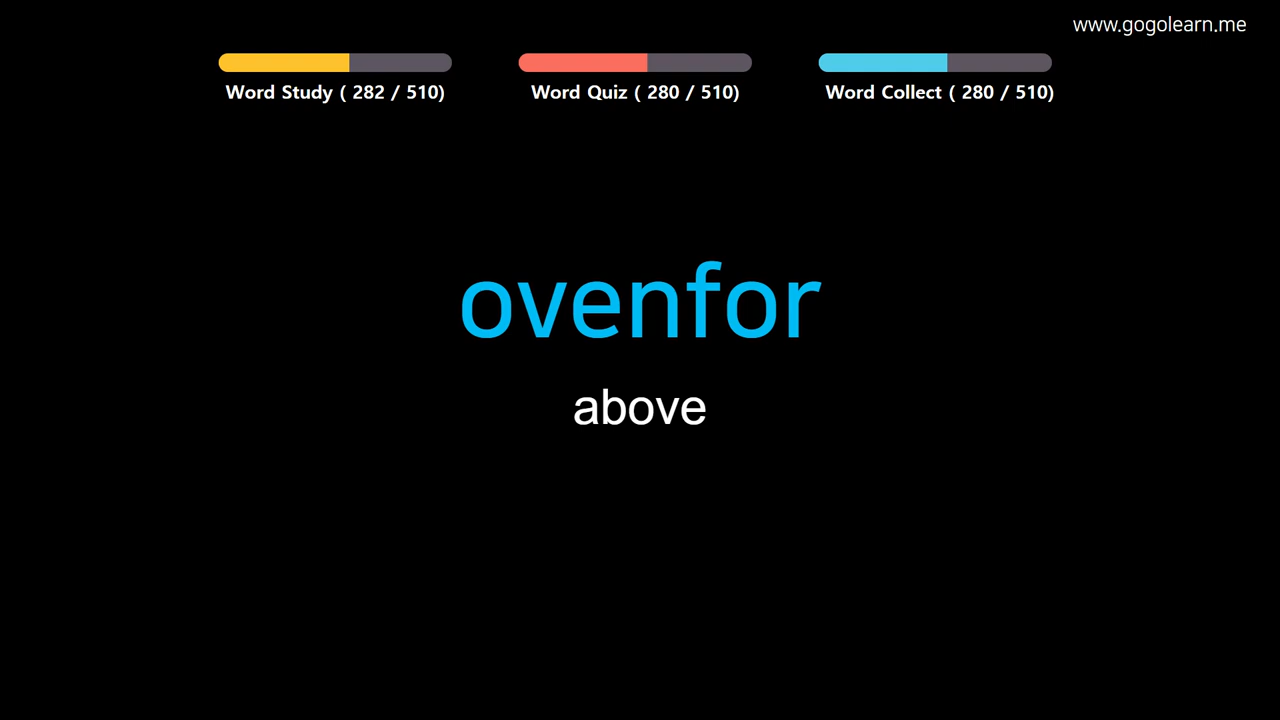 www.gogolearn.me
Word Study ( 282 / 510)
Word Quiz ( 280 / 510)
Word Collect ( 280 / 510)
ovenfor
above